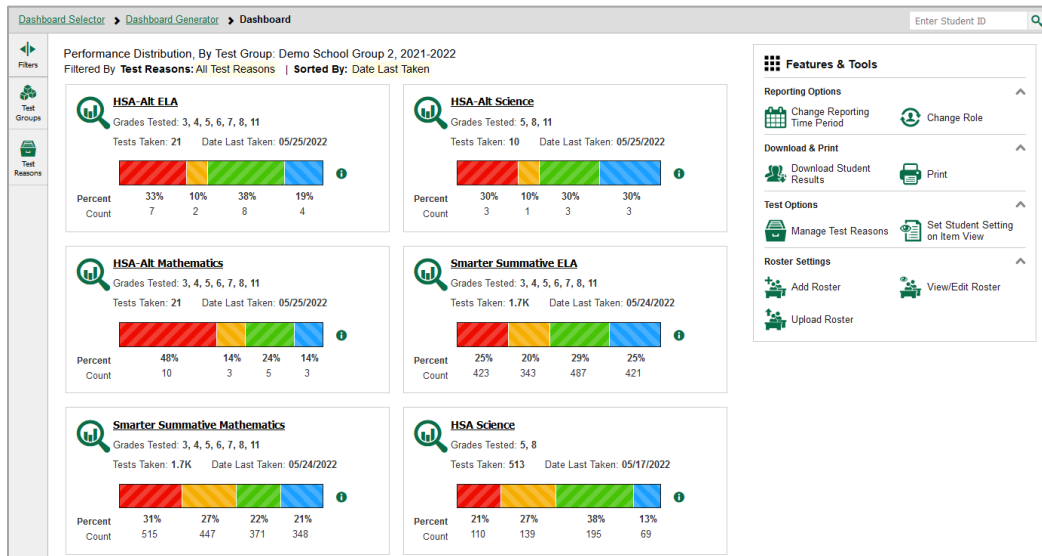 Dashboard Selector > Dashboard Generator > Dashboard
Enter Student ID
Filters
Test
Groups
Test
Reasons
Performance Distribution, By Test Group: Demo School Group 2, 2021-2022
Filtered By Test Reasons: All Test Reasons | Sorted By: Date Last Taken
HSA-Alt ELA
Grades Tested: 3, 4, 5, 6, 7, 8, 11
Tests Taken: 21 Date Last Taken: 05/25/2022
Percent 33% 10% 38% 19%
Count 7 2 8 4
HSA-Alt Science
Grades Tested: 5, 8, 11
Tests Taken: 10 Date Last Taken: 05/25/2022
Percent 30% 10% 30% 30%
Count 3 1 3 3
HSA-Alt Mathematics
Grades Tested: 3, 4, 5, 6, 7, 8, 11
Tests Taken: 21 Date Last Taken: 05/25/2022
Percent 48% 14% 24% 14%
Count 10 3 5 3
Smarter Summative ELA
Grades Tested: 3, 4, 5, 6, 7, 8, 11
Tests Taken: 1.7K Date Last Taken: 05/24/2022
Percent 25% 20% 29% 25%
Count 423 343 487 421
Smarter Summative Mathematics
Grades Tested: 3, 4, 5, 6, 7, 8, 11
Tests Taken: 1.7K Date Last Taken: 05/24/2022
Percent 31% 27% 22% 21%
Count 515 447 371 348
HSA Science
Grades Tested: 5, 8
Tests Taken: 513 Date Last Taken: 05/17/2022
Percent 21% 27% 38% 13%
Count 110 139 195 69
Features & Tools
Reporting Options
Change Reporting
Time Period
Change Role
Download & Print
Download Student
Results
Print
Test Options
Manage Test Reasons
Set Student Setting
on Item View
Roster Settings
Add Roster
View/Edit Roster
Upload Roster